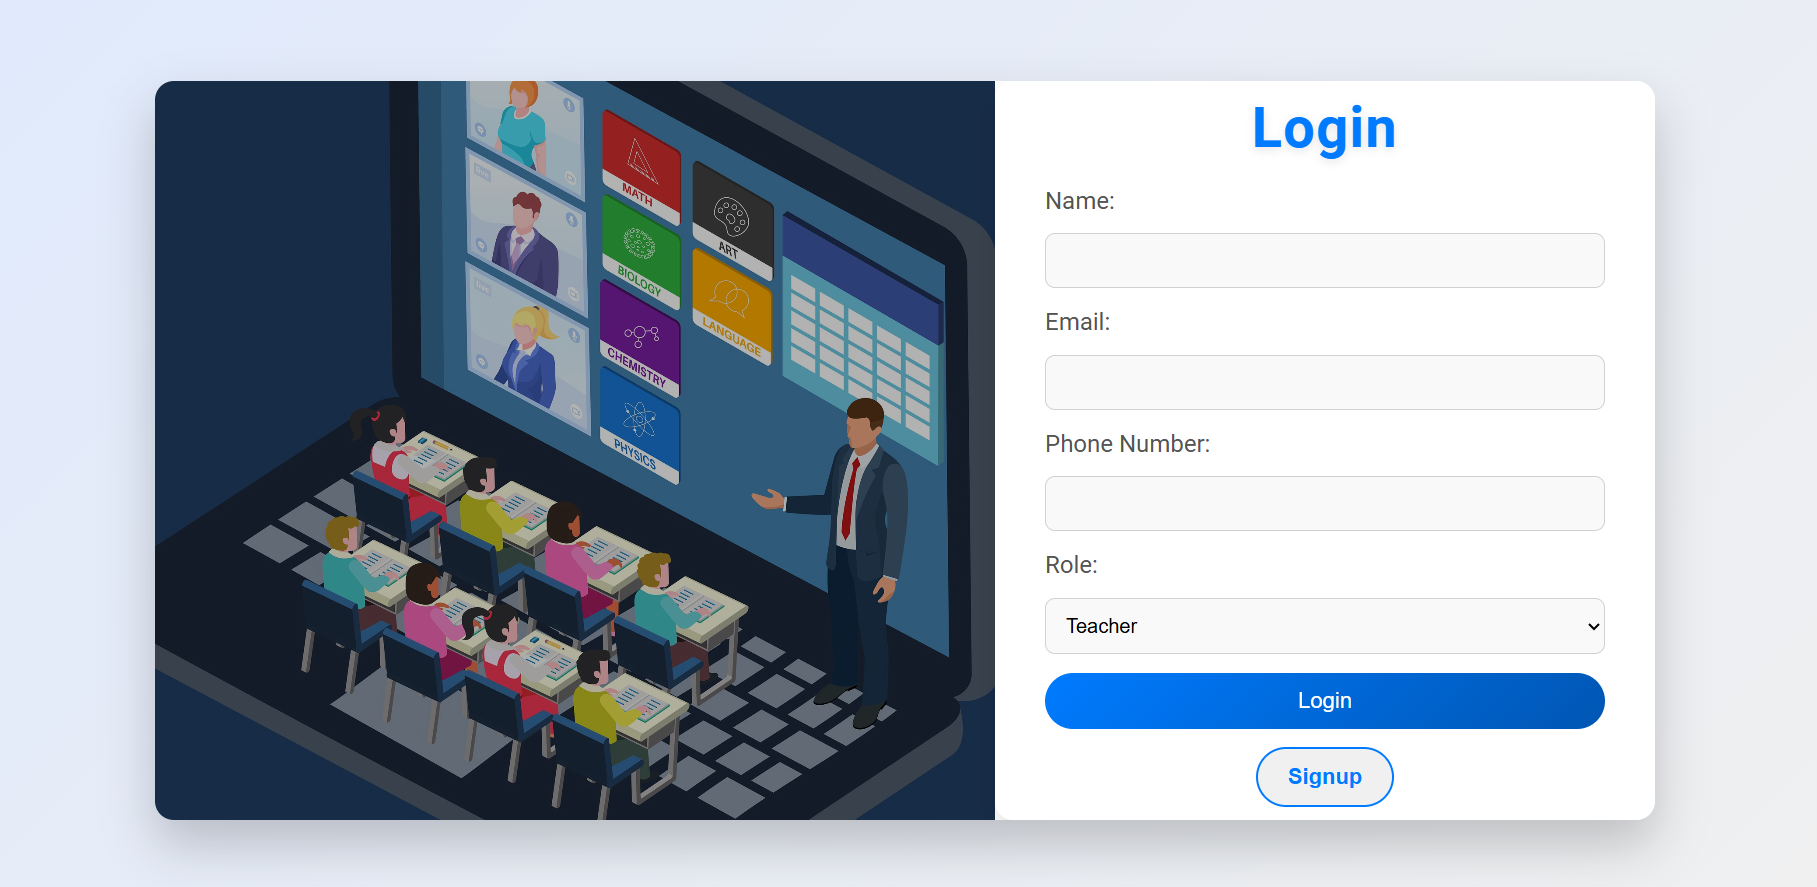 MATH
ART
BIOLOGY
LANGUAGE
CHEMISTRY
PHYSICS
Login
Name:
Email:
Phone Number:
Role:
Teacher
Login
Signup